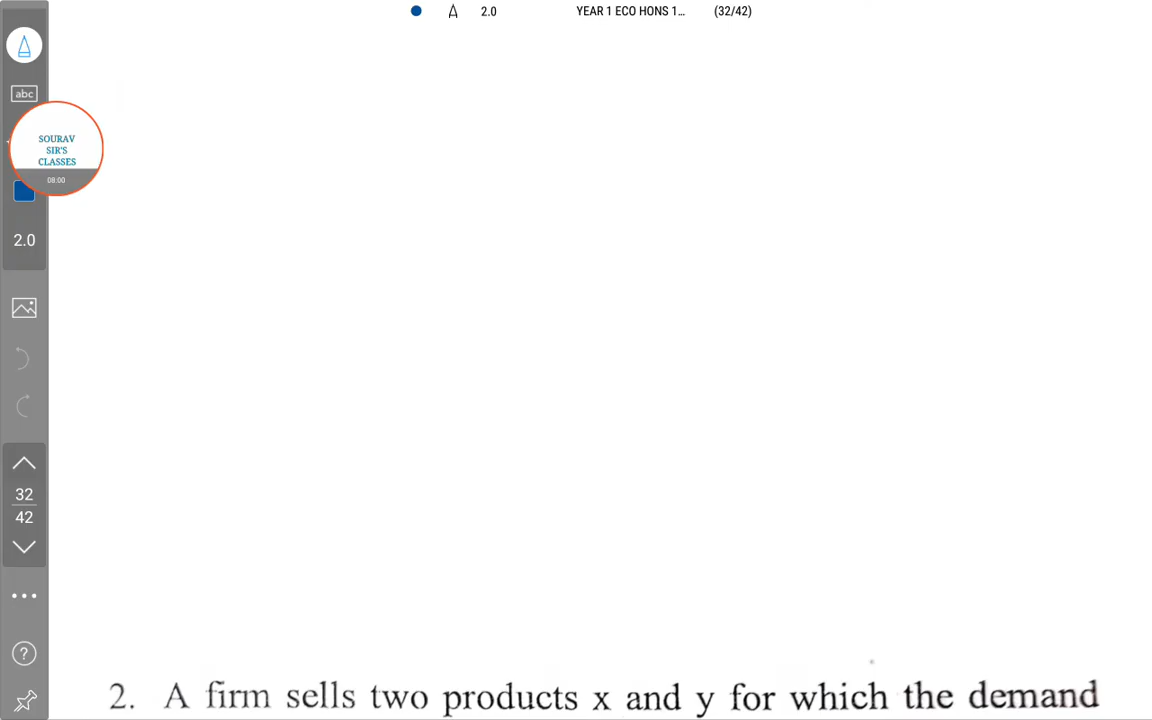 2.0 YEAR 1 ECO HONS 1... (32/42)
abc
SOURAV
SIR'S
CLASSES
08:00
2.0
32
42
?
2. A firm sells two products x and y for which the demand